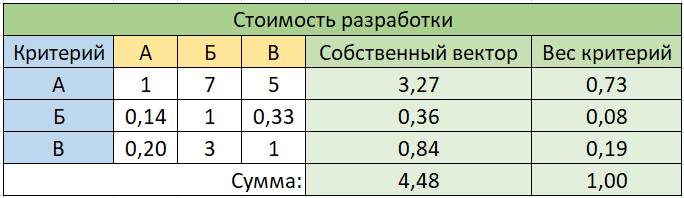 Стоимость разработки
Критерий А Б В Собственный вектор Вес критерий
А 1 7 5 3,27 0,73
Б 0,14 1 0,33 0,36 0,08
В 0,20 3 1 0,84 0,19
Сумма: 4,48 1,00